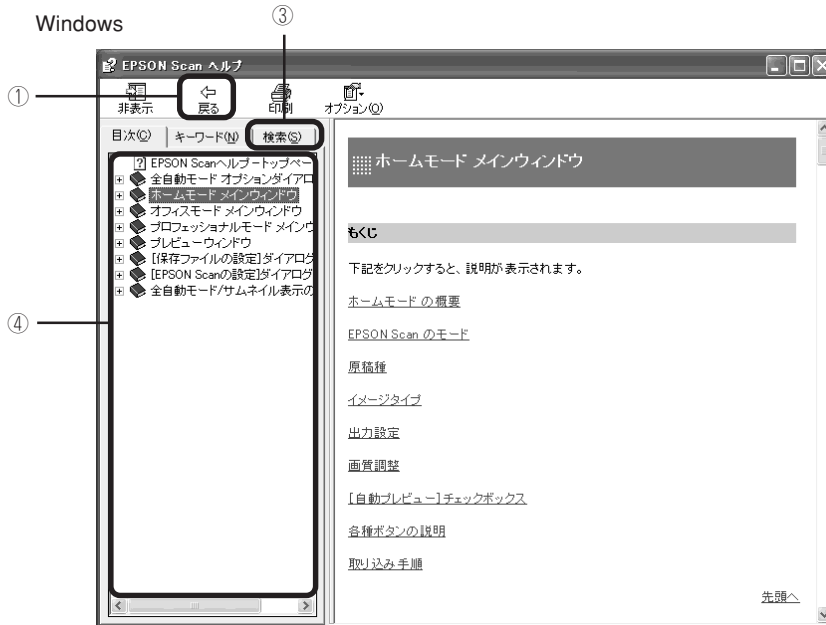 Windows
③
EPSON Scan ヘルプ
①
非表示 戻る 印刷 オプション(O)
目次(C) キーワード(N) 検索(S)
EPSON Scanヘルプートップペー
全自動モード オプションダイアロ
ホームモード メインウィンドウ
オフィスモード メインウィンドウ
プロフェッショナルモード メインウ
プレビューウィンドウ
[保存ファイルの設定]ダイアログ
[EPSON Scanの設定]ダイアログ
全自動モード/サムネイル表示の
④
ホームモード メインウィンドウ
もくじ
下記をクリックすると、説明が表示されます。
ホームモード の概要
EPSON Scan のモード
原稿種
イメージタイプ
出力設定
画質調整
[自動プレビュー]チェックボックス
各種ボタンの説明
取り込み手順
先頭へ